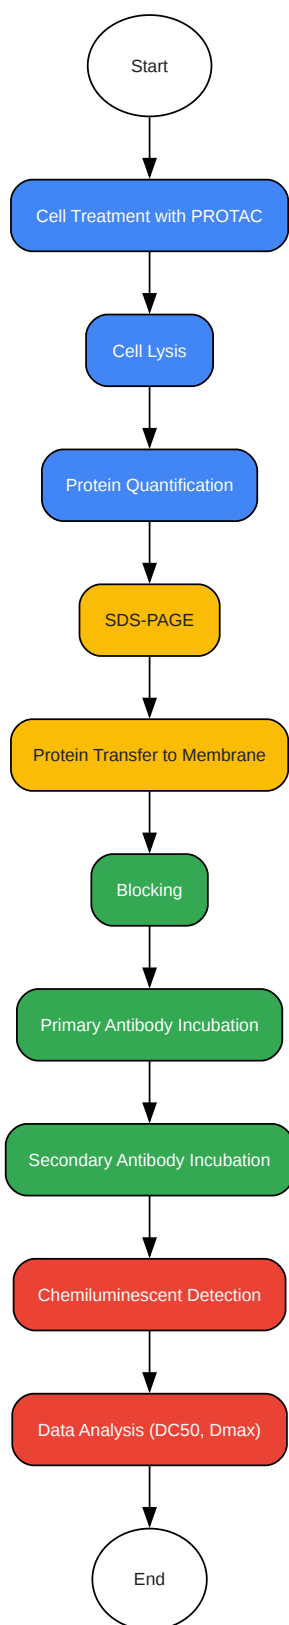 Start
Cell Treatment with PROTAC
Cell Lysis
Protein Quantification
SDS-PAGE
Protein Transfer to Membrane
Blocking
Primary Antibody Incubation
Secondary Antibody Incubation
Chemiluminescent Detection
Data Analysis (DC50, Dmax)
End